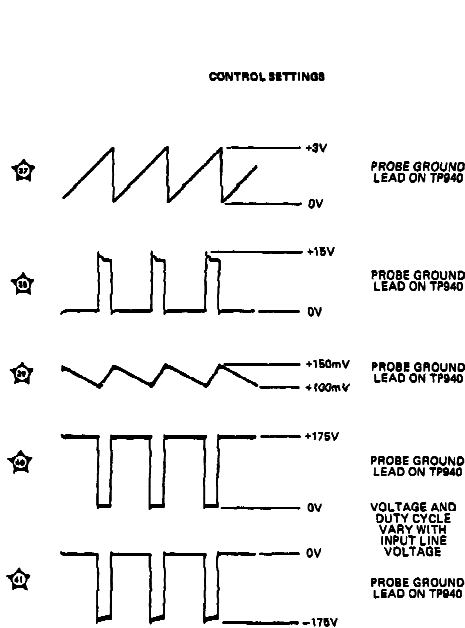 CONTROL SETTINGS
37
+3V
PROBE GROUND
LEAD ON TP940
0V
38
+15V
PROBE GROUND
LEAD ON TP940
0V
39
+150mV
PROBE GROUND
LEAD ON TP940
+100mV
40
+175V
PROBE GROUND
LEAD ON TP940
0V
VOLTAGE AND
DUTY CYCLE
VARY WITH
INPUT LINE
VOLTAGE
0V
41
PROBE GROUND
LEAD ON TP940
-175V